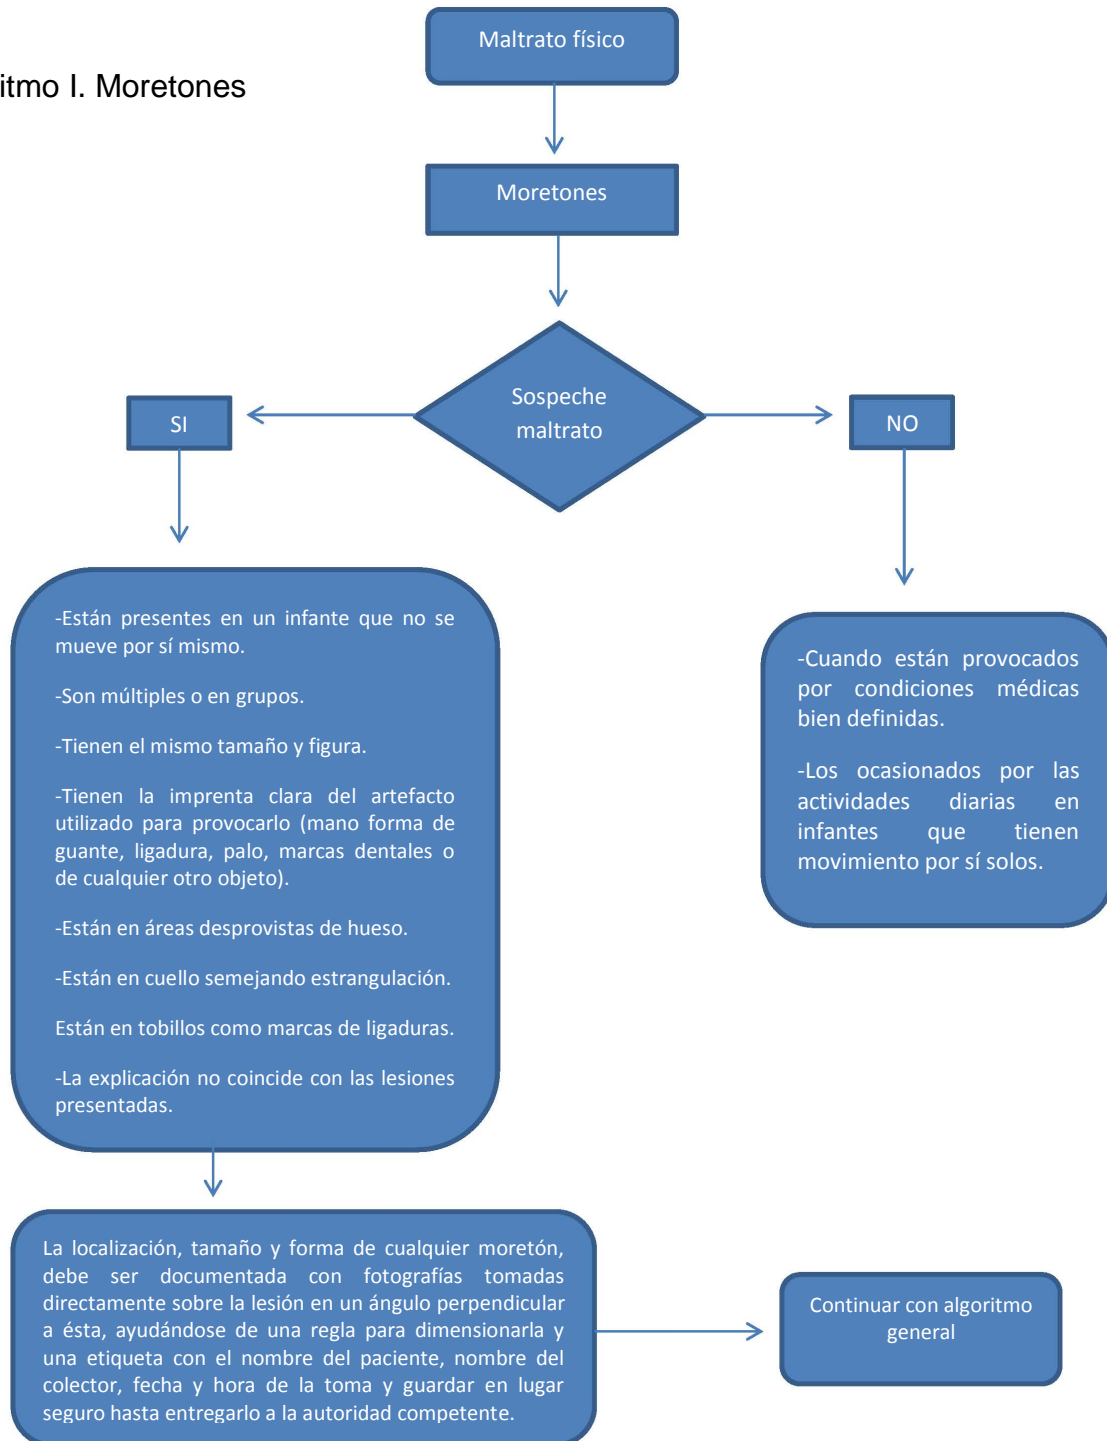 Maltrato físico
itmo I. Moretones
Moretones
Sospeche
maltrato
SI
NO
-Están presentes en un infante que no se
mueve por sí mismo.
-Son múltiples o en grupos.
-Tienen el mismo tamaño y figura.
-Tienen la imprenta clara del artefacto
utilizado para provocarlo (mano forma de
guante, ligadura, palo, marcas dentales o
de cualquier otro objeto).
-Están en áreas desprovistas de hueso.
-Están en cuello semejando estrangulación.
Están en tobillos como marcas de ligaduras.
-La explicación no coincide con las lesiones
presentadas.
-Cuando están provocados
por condiciones médicas
bien definidas.
-Los ocasionados por las
actividades diarias en
infantes que tienen
movimiento por sí solos.
La localización, tamaño y forma de cualquier moretón,
debe ser documentada con fotografías tomadas
directamente sobre la lesión en un ángulo perpendicular
a ésta, ayudándose de una regla para dimensionarla y
una etiqueta con el nombre del paciente, nombre del
colector, fecha y hora de la toma y guardar en lugar
seguro hasta entregarlo a la autoridad competente.
Continuar con algoritmo
general